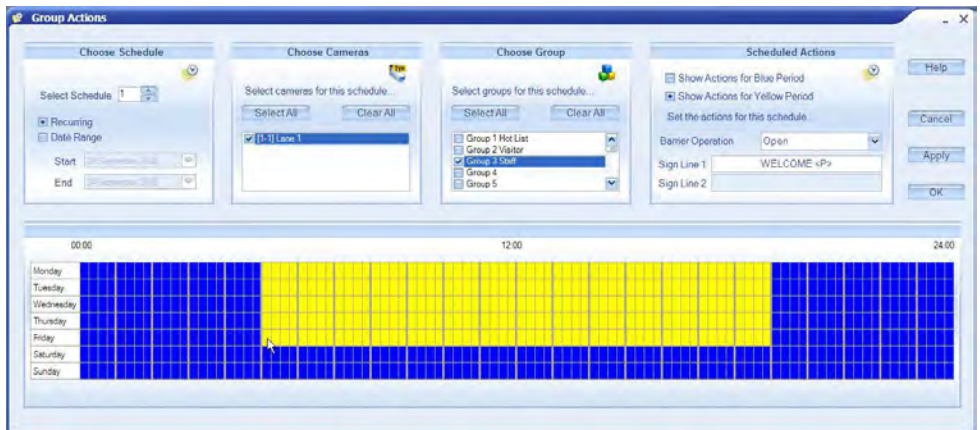 Group Actions
Choose Schedule
Select Schedule 1
Recurring
Date Range
Start
End
Choose Cameras
Select cameras for this schedule...
Select All Clear All
[1-1] Lane 1
Choose Group
Select groups for this schedule...
Select All Clear All
Group 1 Hot List
Group 2 Visitor
Group 3 Staff
Group 4
Group 5
Scheduled Actions
Show Actions for Blue Period
Show Actions for Yellow Period
Set the actions for this schedule
Barrier Operation Open
Sign Line 1 WELCOME <P>
Sign Line 2
Help
Cancel
Apply
OK
00:00 12:00 24:00
Monday
Tuesday
Wednesday
Thursday
Friday
Saturday
Sunday